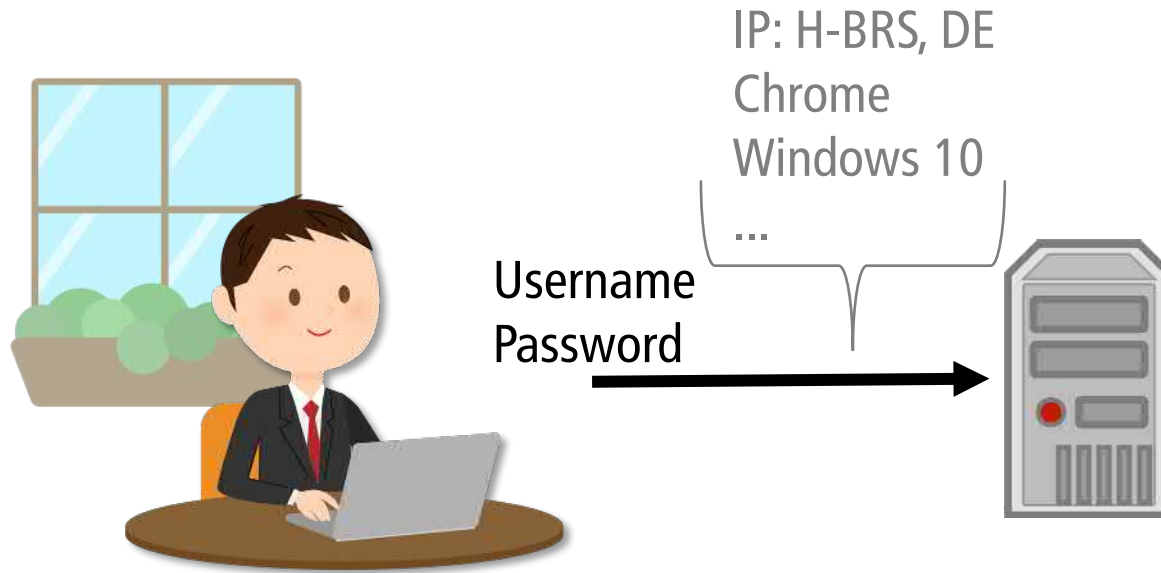 IP: H-BRS, DE
Chrome
Windows 10
...
Username
Password